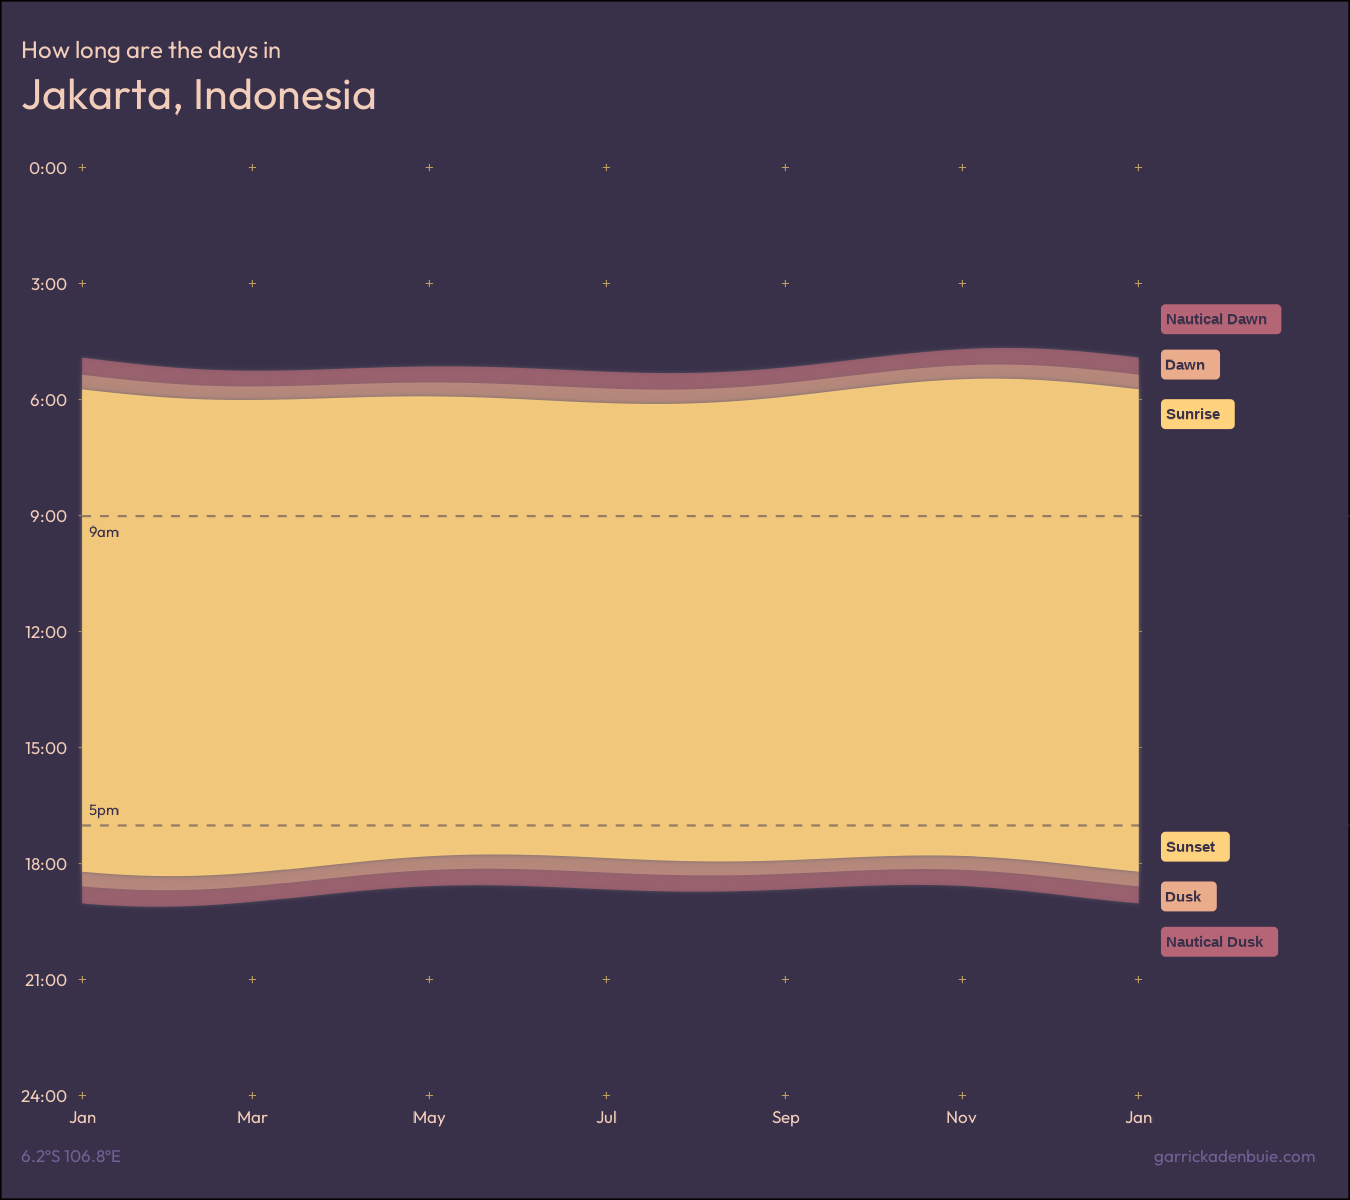 How long are the days in
Jakarta, Indonesia
0:00
3:00
Nautical Dawn
Dawn
6:00
Sunrise
9:00
9am
12:00
15:00
5pm
Sunset
18:00
Dusk
Nautical Dusk
21:00
24:00
Jan Mar May Jul Sep Nov Jan
6.2°S 106.8°E
garrickadenbuie.com